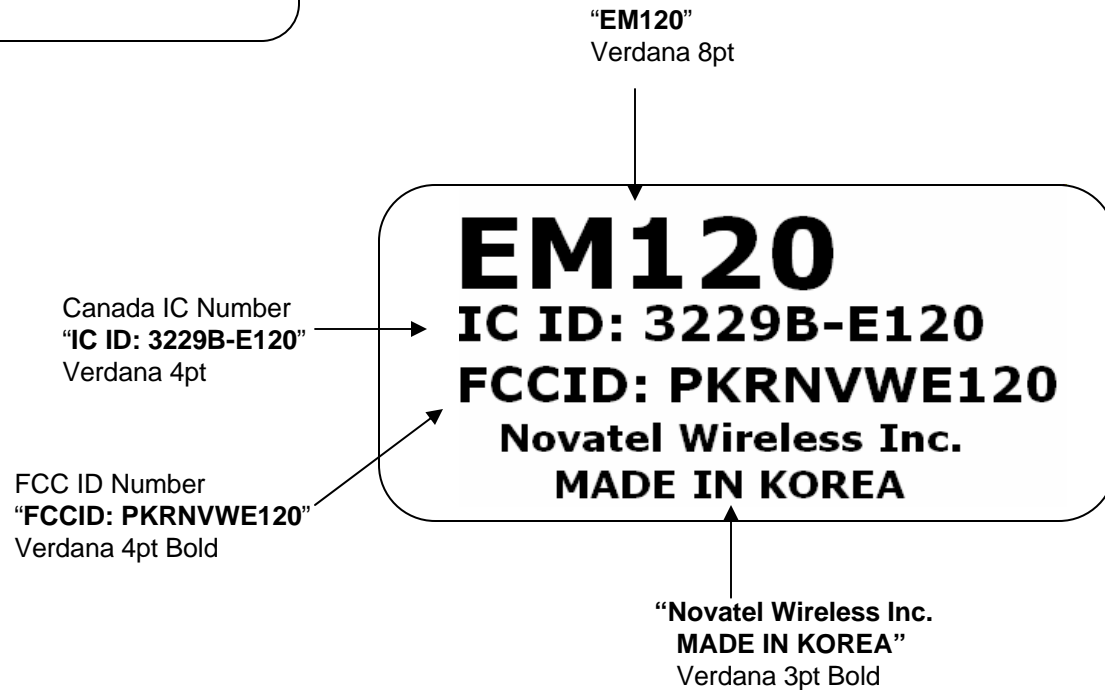 “EM120”
Verdana 8pt
EM120
IC ID: 3229B-E120
FCCID: PKRNVWE120
Novatel Wireless Inc.
MADE IN KOREA
Canada IC Number
“IC ID: 3229B-E120”
Verdana 4pt
FCC ID Number
“FCCID: PKRNVWE120”
Verdana 4pt Bold
“Novatel Wireless Inc.
MADE IN KOREA”
Verdana 3pt Bold